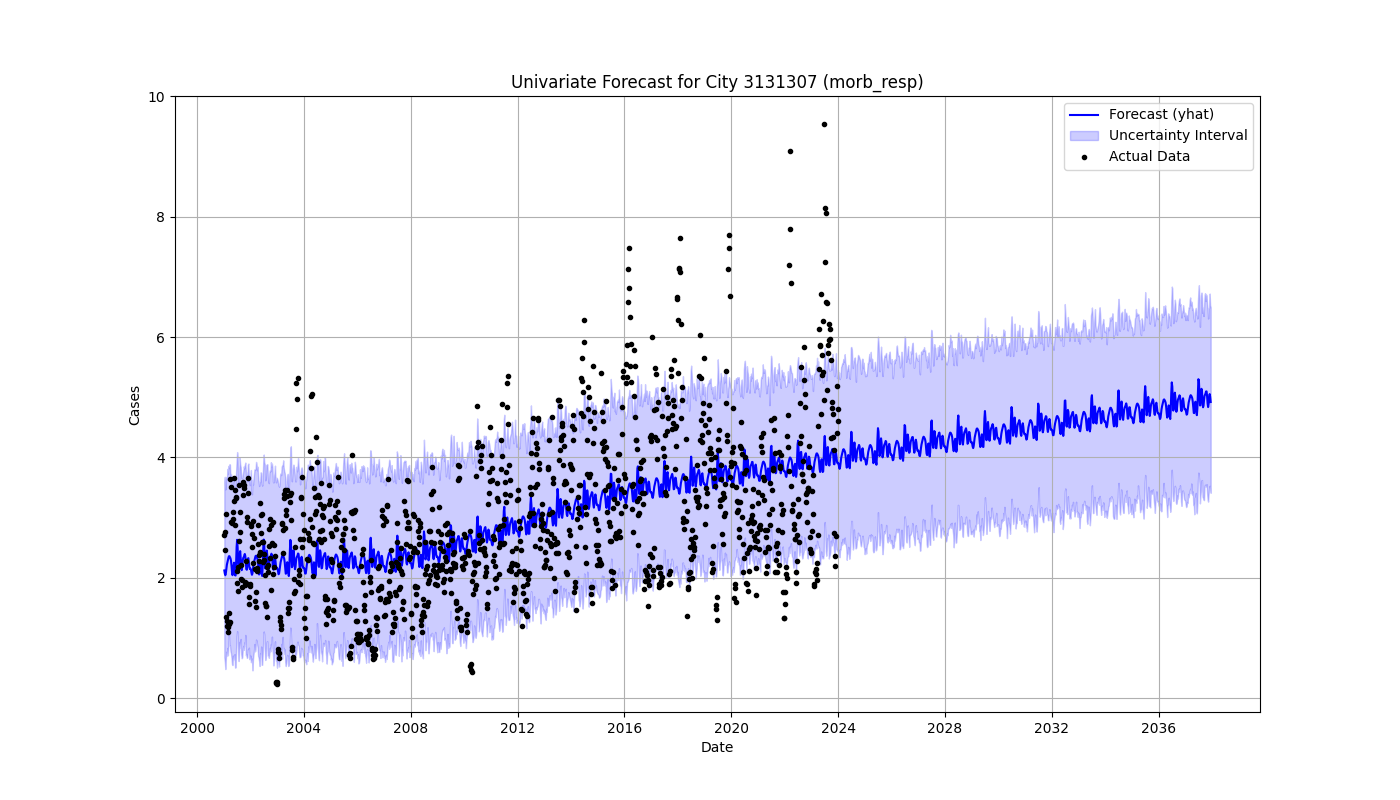 Univariate Forecast for City 3131307 (morb_resp)
Forecast (yhat)
Uncertainty Interval
Actual Data
Cases
10
8
6
4
2
0
2000 2004 2008 2012 2016 2020 2024 2028 2032 2036
Date